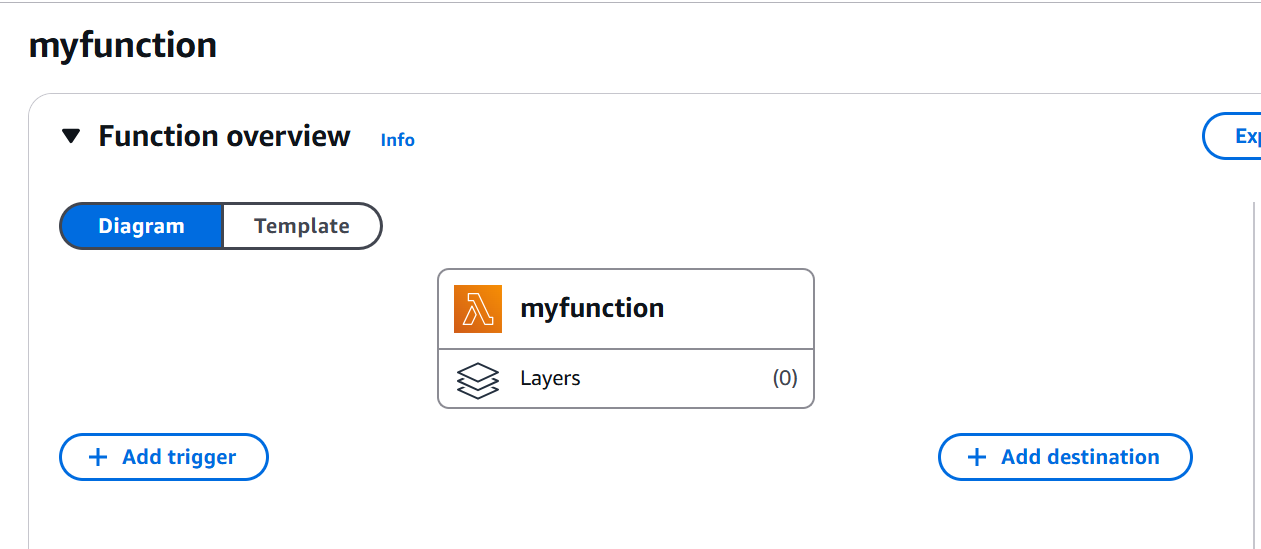 myfunction
Function overview Info
Diagram Template
myfunction
Layers (0)
Add trigger
Add destination